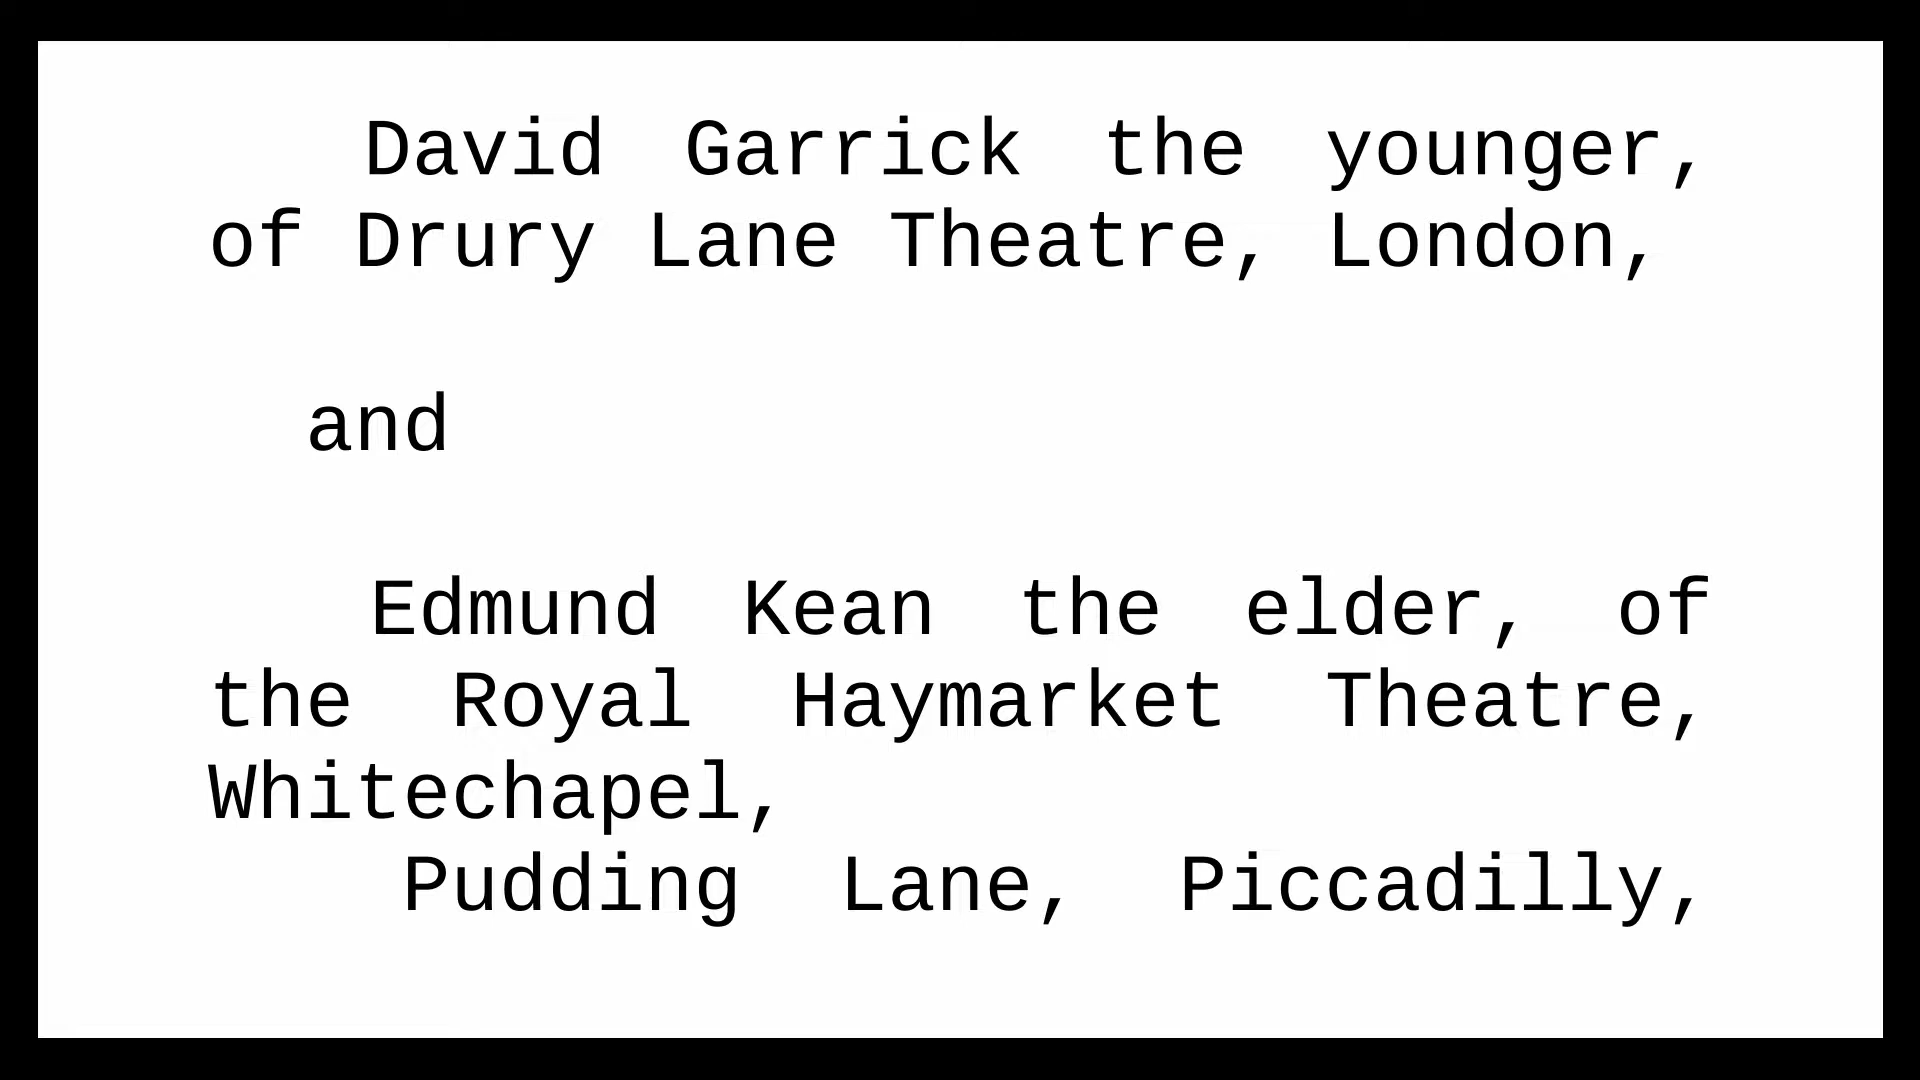 David Garrick the younger,
of Drury Lane Theatre, London,
and
Edmund Kean the elder, of
the Royal Haymarket Theatre,
Whitechapel,
Pudding Lane, Piccadilly,